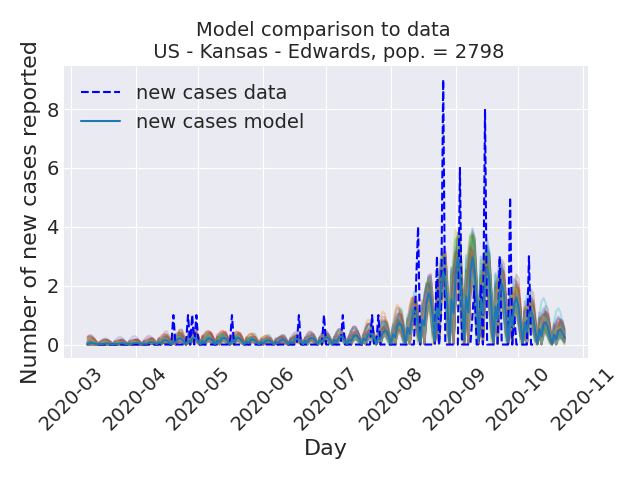 Model comparison to data
US - Kansas - Edwards, pop. = 2798
new cases data
new cases model
Number of new cases reported
8
6
4
2
0
2020-03
2020-04
2020-05
2020-06
2020-07
2020-08
2020-09
2020-10
2020-11
Day